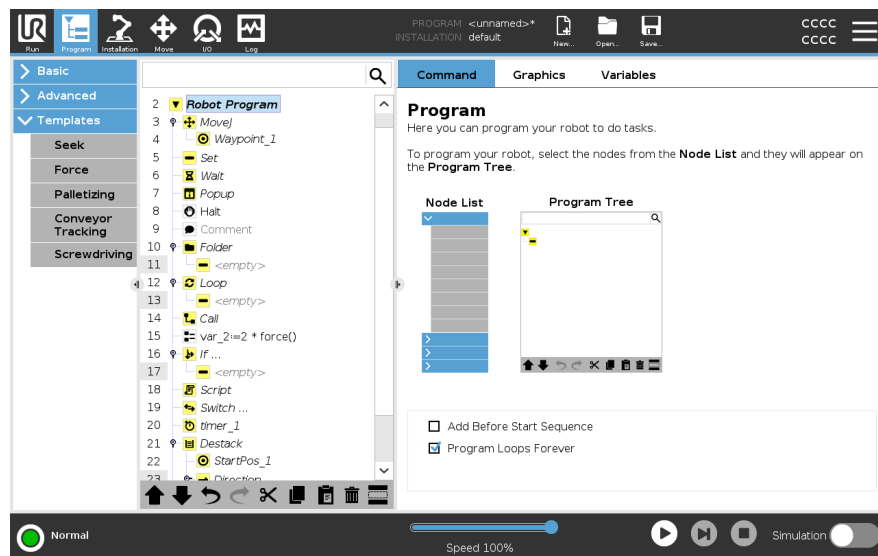 PROGRAM <unnamed>*
INSTALLATION default
CCCC
CCCC
Run Program Installation Move I/O Log New... Open... Save...
Basic
Advanced
Templates
Seek
Force
Palletizing
Conveyor
Tracking
Screwdriving
2 Robot Program
3 MoveJ
4 Waypoint_1
5 Set
6 Wait
7 Popup
8 Halt
9 Comment
10 Folder
11 <empty>
12 Loop
13 <empty>
14 Call
15 var_2:=2 * force()
16 If ...
17 <empty>
18 Script
19 Switch ...
20 timer_1
21 Destack
22 StartPos_1
23 Direction
Command Graphics Variables
Program
Here you can program your robot to do tasks.
To program your robot, select the nodes from the Node List and they will appear on
the Program Tree.
Node List Program Tree
Add Before Start Sequence
Program Loops Forever
Normal
Speed 100%
Simulation